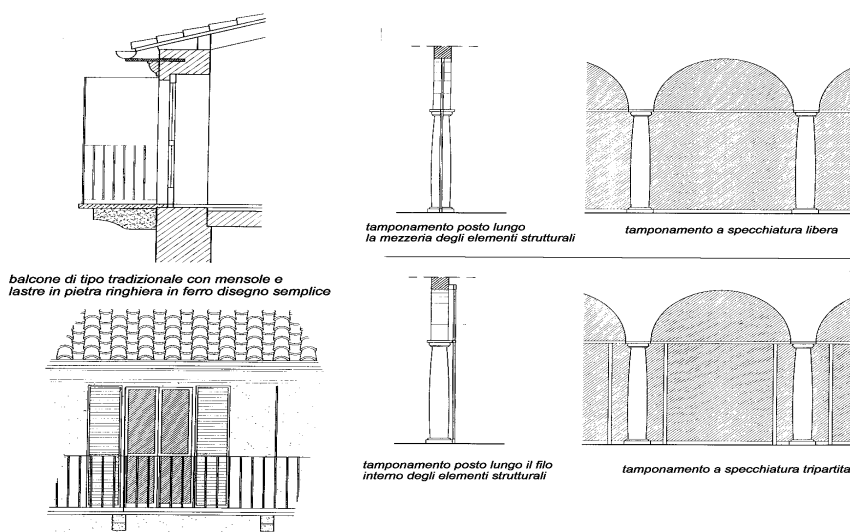 balcone di tipo tradizionale con mensole e
lastre in pietra ringhiera in ferro disegno semplice
tamponamento posto lungo
la mezzeria degli elementi strutturali
tamponamento a specchiatura libera
tamponamento posto lungo il filo
interno degli elementi strutturali
tamponamento a specchiatura tripartita